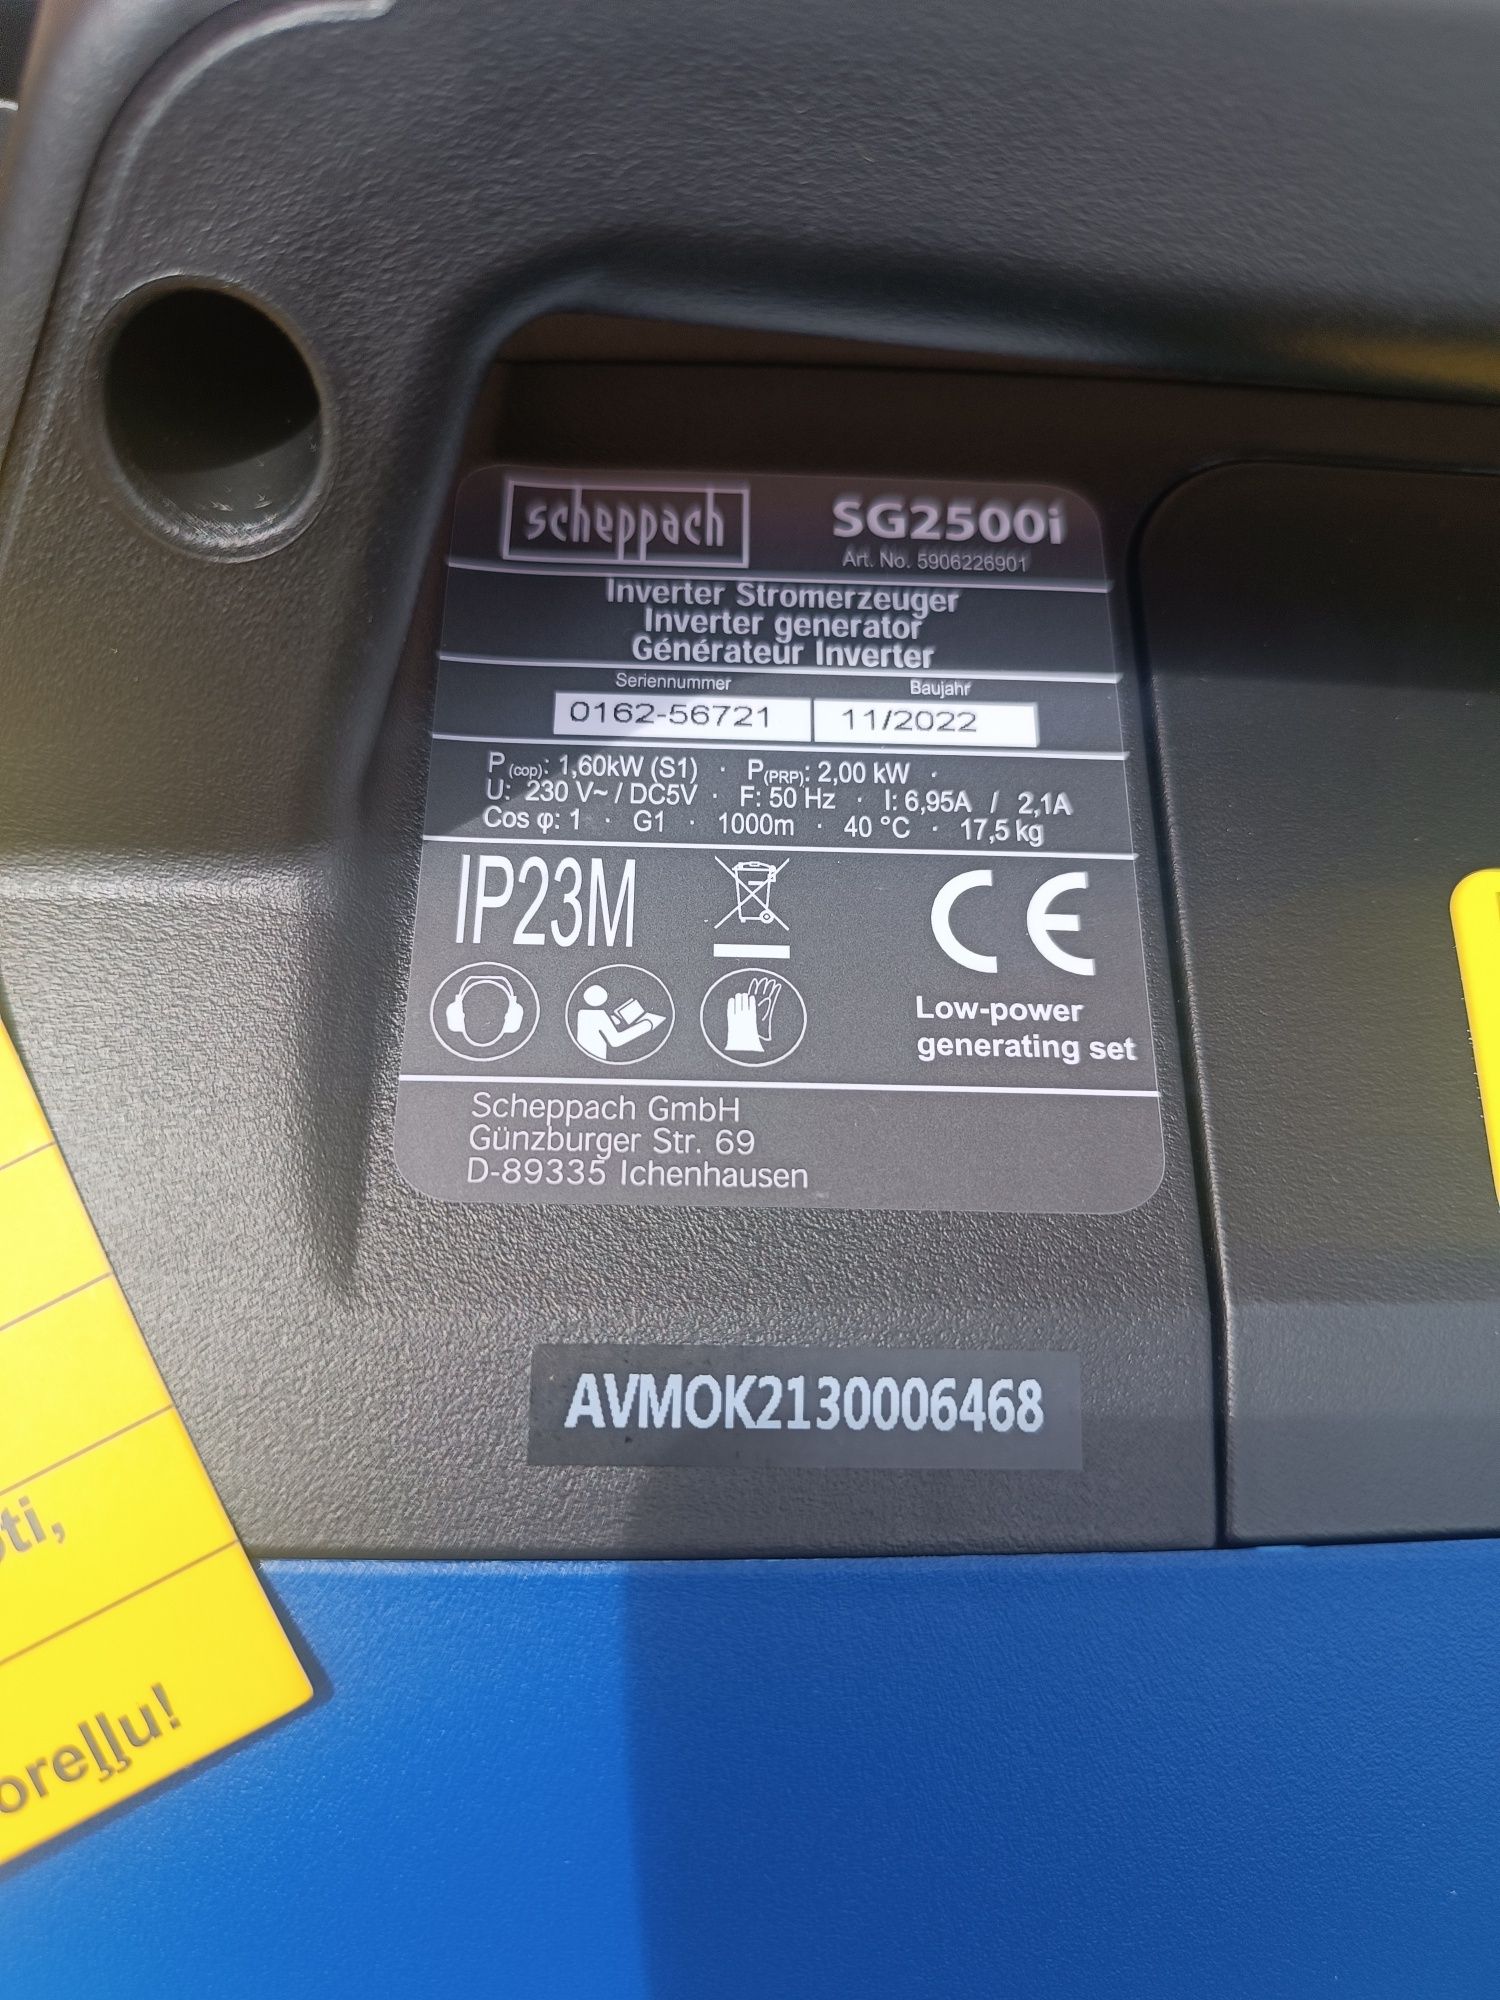 scheppach
SG2500i
Art. No. 5906226901
Inverter Stromerzeuger
Inverter generator
Générateur Inverter
Seriennummer Baujahr
0162-56721 11/2022
P(cop): 1,60kW (S1) · P(PRP): 2,00 kW ·
U: 230 V~ / DC5V · F: 50 Hz · I: 6,95A / 2,1A
Cos φ: 1 · G1 · 1000m · 40 °C · 17,5 kg
IP23M
CE
Low-power
generating set
Scheppach GmbH
Günzburger Str. 69
D-89335 Ichenhausen
AVMOK2130006468